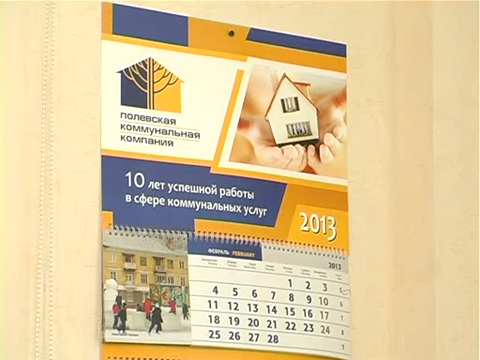 ПОЛЕВСКАЯ
КОММУНАЛЬНАЯ
КОМПАНИЯ
10 лет успешной работы
в сфере коммунальных услуг
2013
ФЕВРАЛЬ FEBRUARY
2013
1 2 3
4 5 6 7 8 9 10
11 12 13 14 15 16 17
18 19 20 21 22 23 24
25 26 27 28